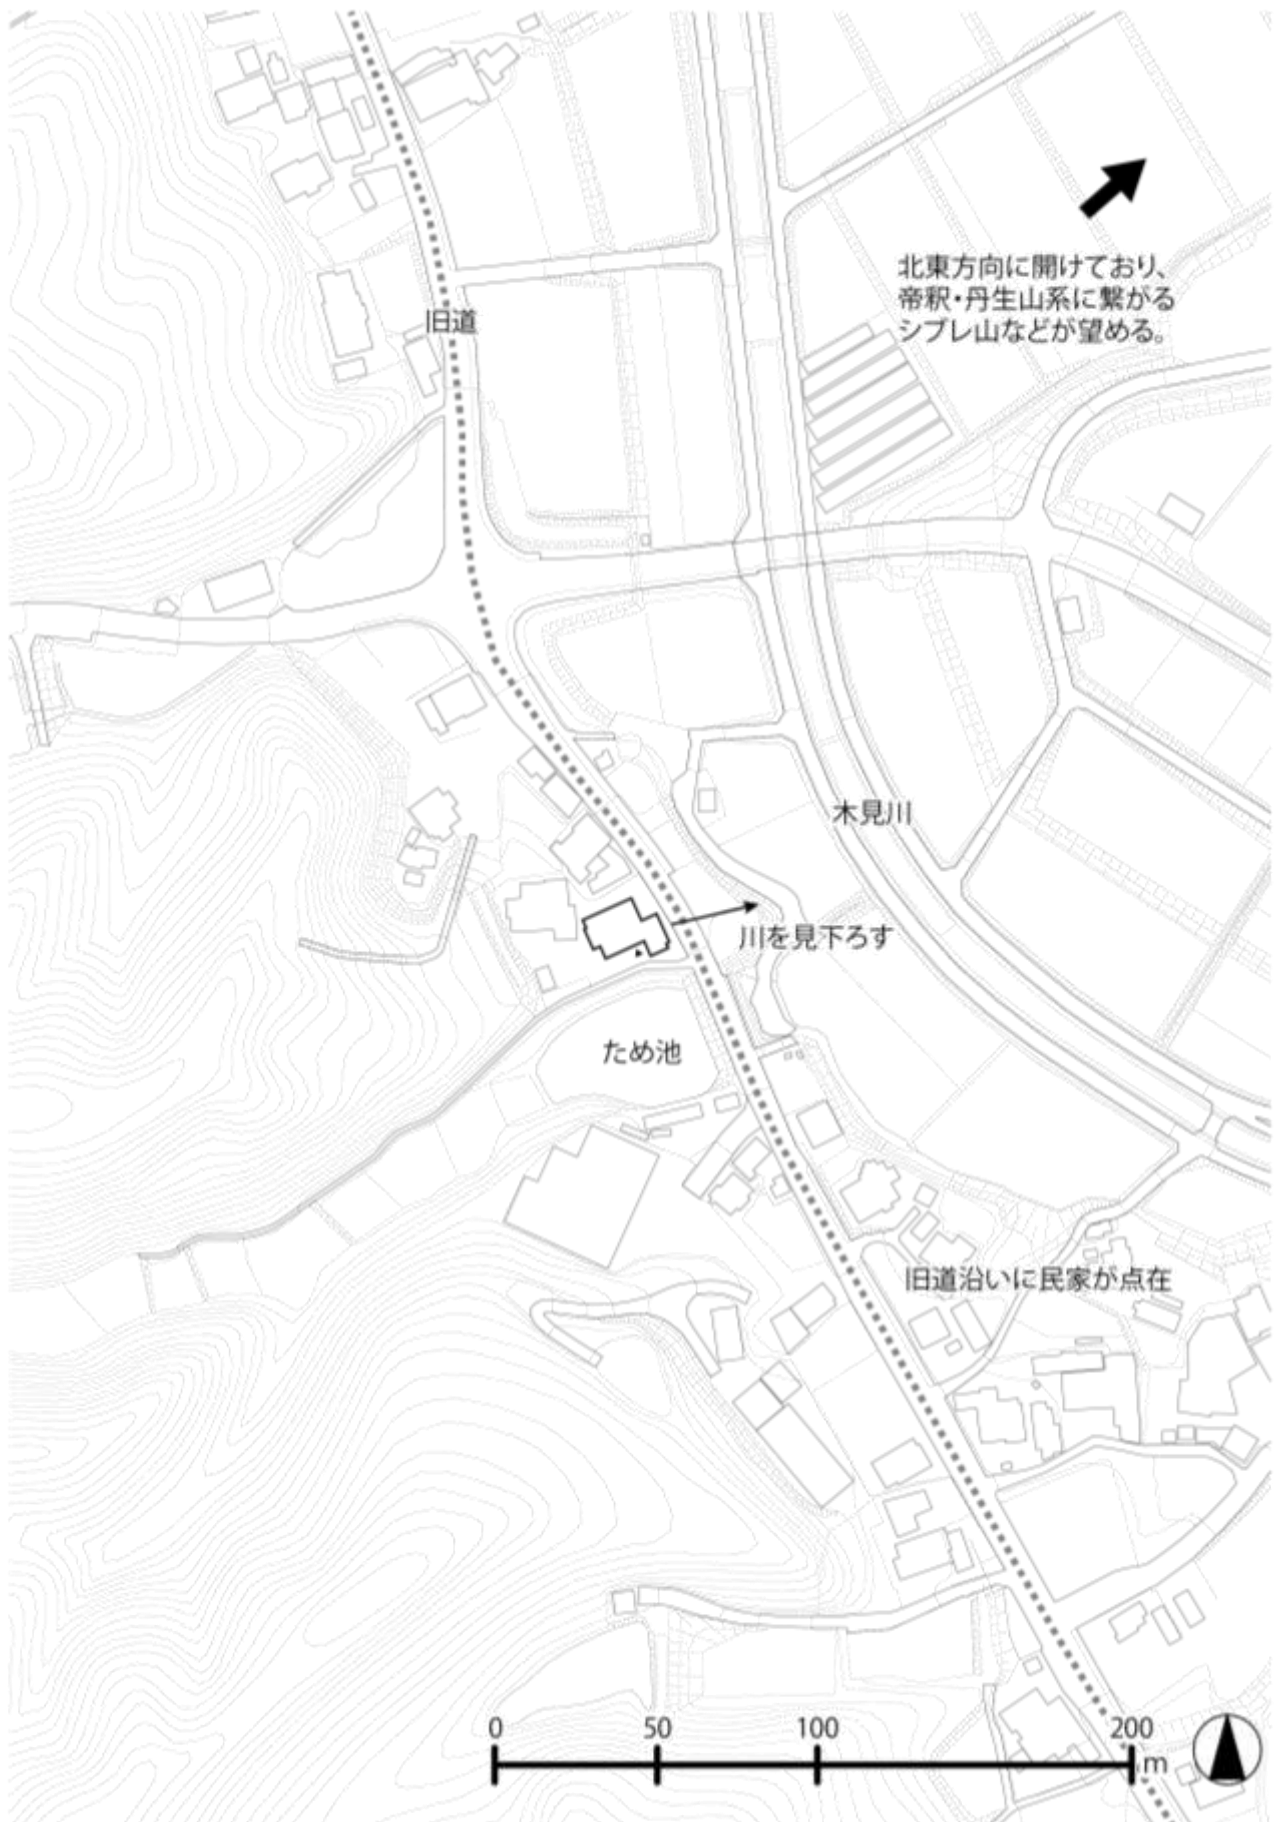 北東方向に開けており、
帝釈・丹生山系に繋がる
シブレ山などが望める。
旧道
木見川
川を見下ろす
ため池
旧道沿いに民家が点在
0 50 100 200
m